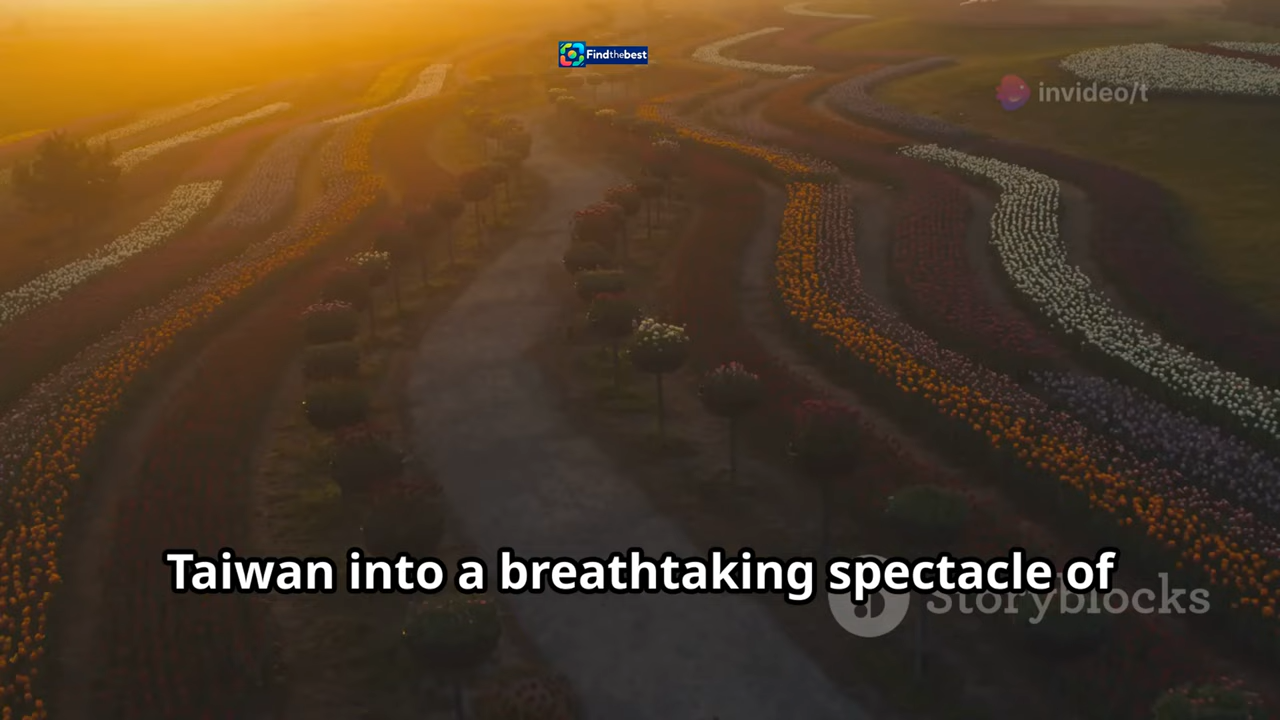 Findthebest
invideo/t
Taiwan into a breathtaking spectacle of
Storyblocks